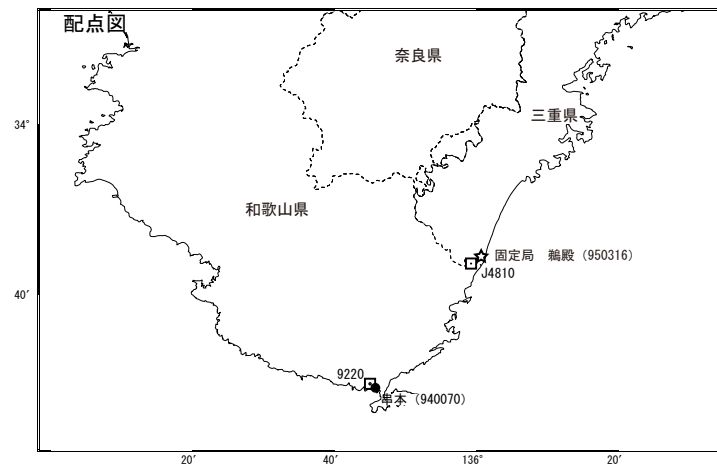 配点図
奈良県
34°
三重県
和歌山県
固定局　鵜殿（950316）
J4810
40′
9220
串本（940070）
20′ 40′ 136° 20′